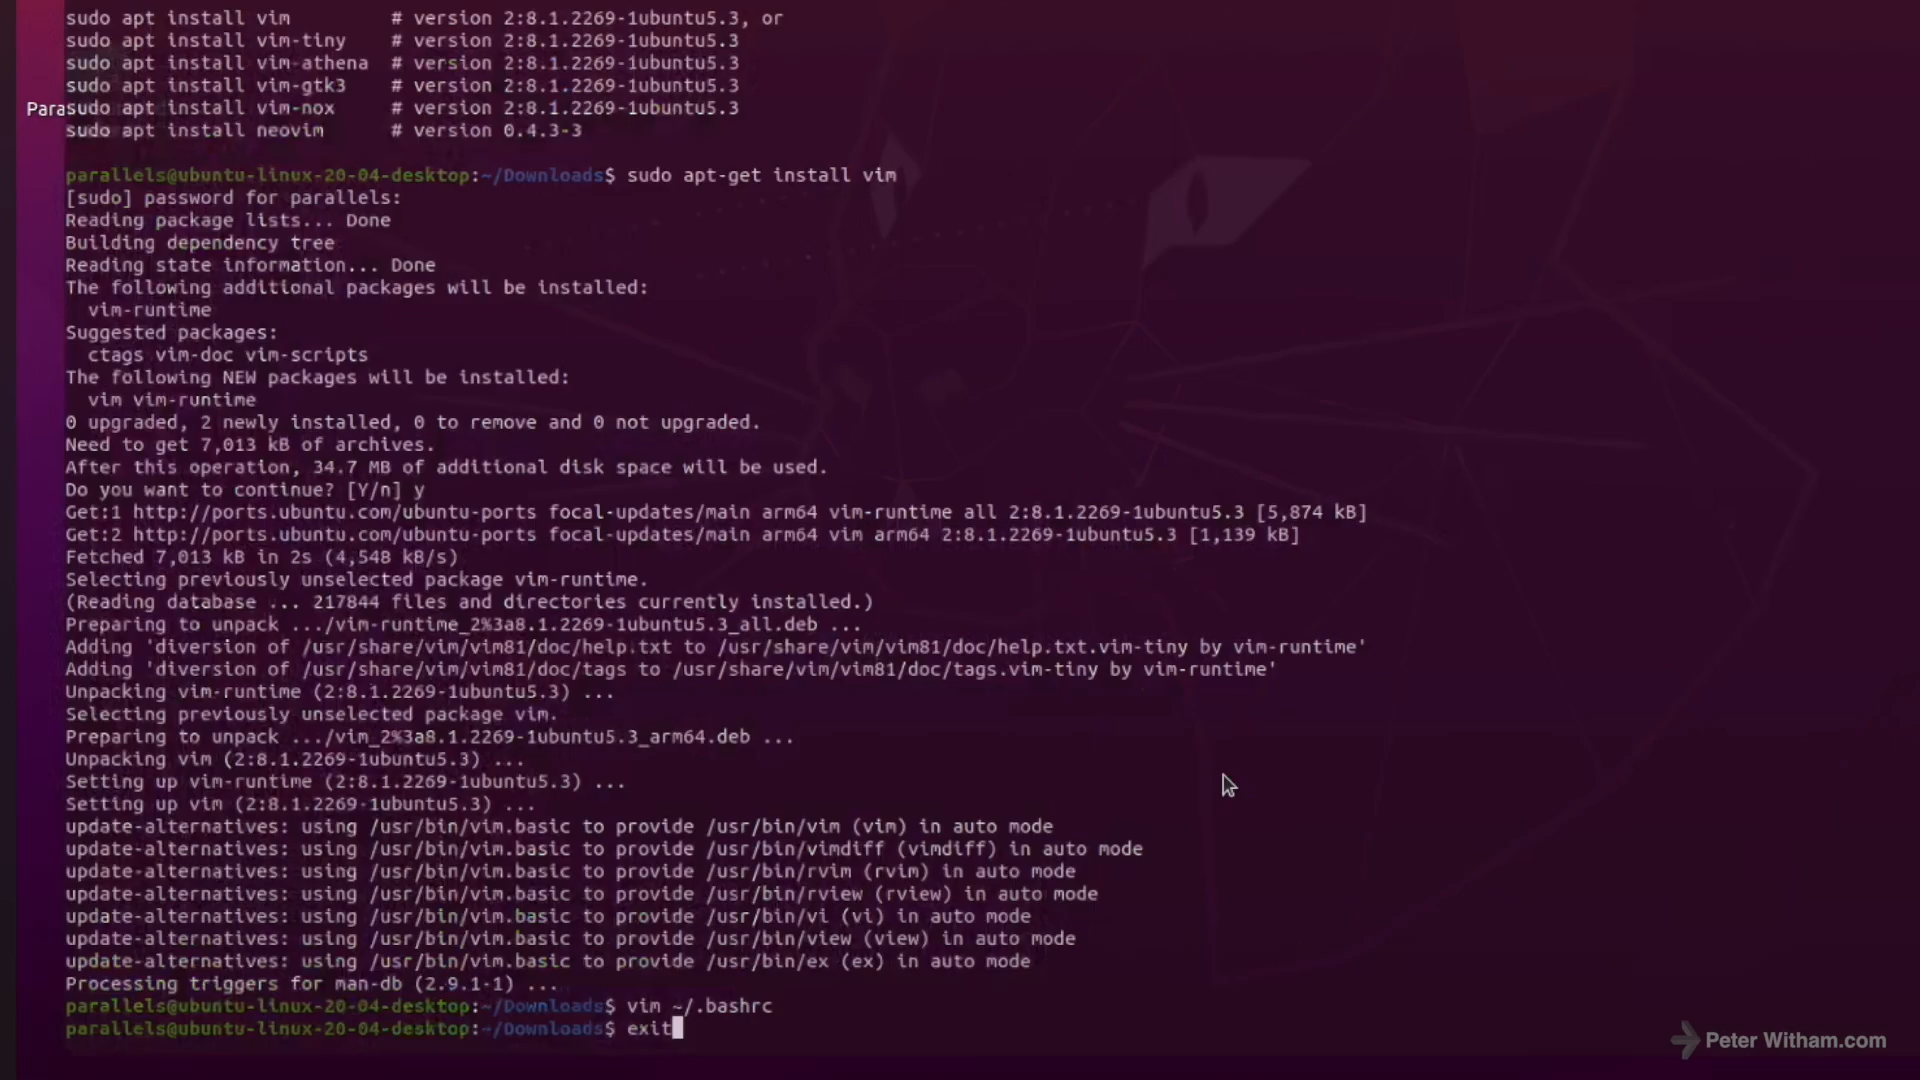 sudo apt install vim         # version 2:8.1.2269-1ubuntu5.3, or
sudo apt install vim-tiny    # version 2:8.1.2269-1ubuntu5.3
sudo apt install vim-athena  # version 2:8.1.2269-1ubuntu5.3
sudo apt install vim-gtk3    # version 2:8.1.2269-1ubuntu5.3
Paras
sudo apt install vim-nox     # version 2:8.1.2269-1ubuntu5.3
sudo apt install neovim      # version 0.4.3-3
parallels@ubuntu-linux-20-04-desktop:~/Downloads$ sudo apt-get install vim
[sudo] password for parallels:
Reading package lists... Done
Building dependency tree
Reading state information... Done
The following additional packages will be installed:
  vim-runtime
Suggested packages:
  ctags vim-doc vim-scripts
The following NEW packages will be installed:
  vim vim-runtime
0 upgraded, 2 newly installed, 0 to remove and 0 not upgraded.
Need to get 7,013 kB of archives.
After this operation, 34.7 MB of additional disk space will be used.
Do you want to continue? [Y/n] y
Get:1 http://ports.ubuntu.com/ubuntu-ports focal-updates/main arm64 vim-runtime all 2:8.1.2269-1ubuntu5.3 [5,874 kB]
Get:2 http://ports.ubuntu.com/ubuntu-ports focal-updates/main arm64 vim arm64 2:8.1.2269-1ubuntu5.3 [1,139 kB]
Fetched 7,013 kB in 2s (4,548 kB/s)
Selecting previously unselected package vim-runtime.
(Reading database ... 217844 files and directories currently installed.)
Preparing to unpack .../vim-runtime_2%3a8.1.2269-1ubuntu5.3_all.deb ...
Adding 'diversion of /usr/share/vim/vim81/doc/help.txt to /usr/share/vim/vim81/doc/help.txt.vim-tiny by vim-runtime'
Adding 'diversion of /usr/share/vim/vim81/doc/tags to /usr/share/vim/vim81/doc/tags.vim-tiny by vim-runtime'
Unpacking vim-runtime (2:8.1.2269-1ubuntu5.3) ...
Selecting previously unselected package vim.
Preparing to unpack .../vim_2%3a8.1.2269-1ubuntu5.3_arm64.deb ...
Unpacking vim (2:8.1.2269-1ubuntu5.3) ...
Setting up vim-runtime (2:8.1.2269-1ubuntu5.3) ...
Setting up vim (2:8.1.2269-1ubuntu5.3) ...
update-alternatives: using /usr/bin/vim.basic to provide /usr/bin/vim (vim) in auto mode
update-alternatives: using /usr/bin/vim.basic to provide /usr/bin/vimdiff (vimdiff) in auto mode
update-alternatives: using /usr/bin/vim.basic to provide /usr/bin/rvim (rvim) in auto mode
update-alternatives: using /usr/bin/vim.basic to provide /usr/bin/rview (rview) in auto mode
update-alternatives: using /usr/bin/vim.basic to provide /usr/bin/vi (vi) in auto mode
update-alternatives: using /usr/bin/vim.basic to provide /usr/bin/view (view) in auto mode
update-alternatives: using /usr/bin/vim.basic to provide /usr/bin/ex (ex) in auto mode
Processing triggers for man-db (2.9.1-1) ...
parallels@ubuntu-linux-20-04-desktop:~/Downloads$ vim ~/.bashrc
parallels@ubuntu-linux-20-04-desktop:~/Downloads$ exit
Peter Witham.com